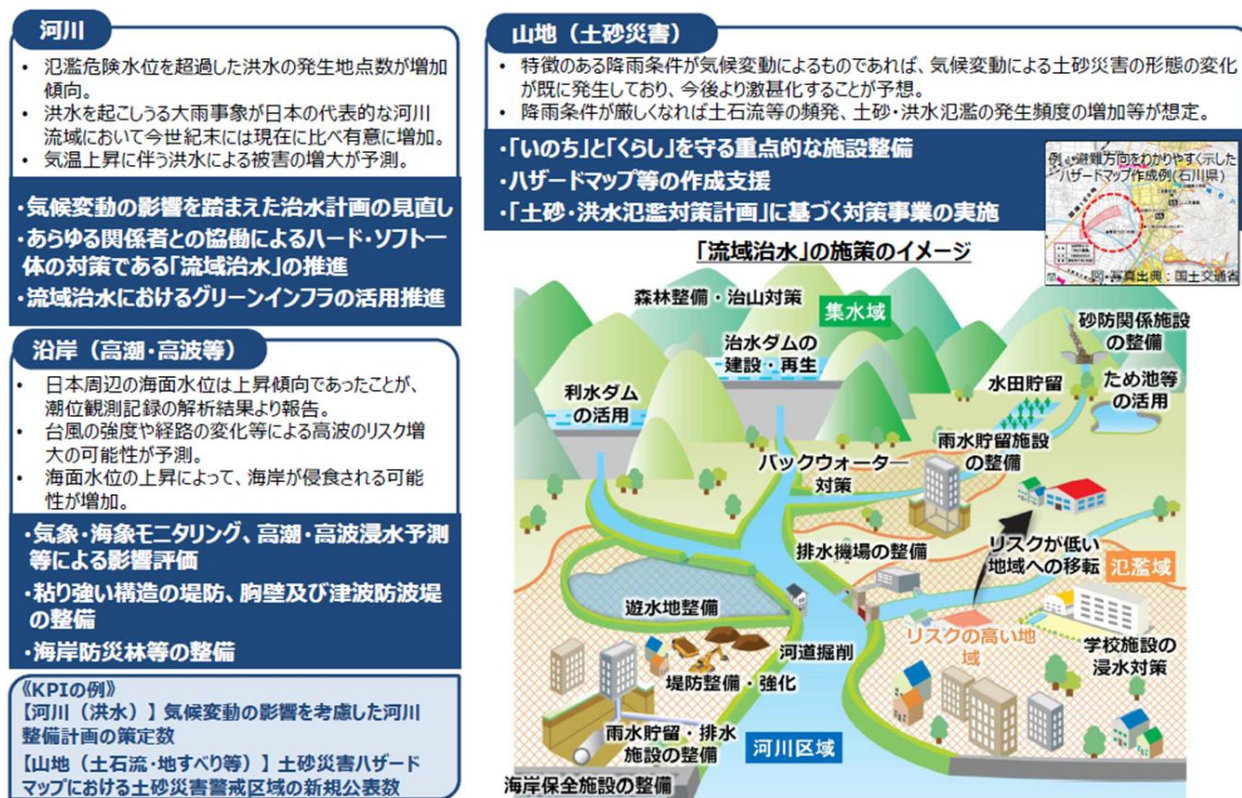 河川
• 氾濫危険水位を超過した洪水の発生地点数が増加
傾向。
• 洪水を起こしうる大雨事象が日本の代表的な河川
流域において今世紀末には現在に比べ有意に増加。
• 気温上昇に伴う洪水による被害の増大が予測。
・気候変動の影響を踏まえた治水計画の見直し
・あらゆる関係者との協働によるハード・ソフト一
体の対策である「流域治水」の推進
・流域治水におけるグリーンインフラの活用推進
沿岸（高潮・高波等）
• 日本周辺の海面水位は上昇傾向であったことが、
潮位観測記録の解析結果より報告。
• 台風の強度や経路の変化等による高波のリスク増
大の可能性が予測。
• 海面水位の上昇によって、海岸が侵食される可能
性が増加。
・気象・海象モニタリング、高潮・高波浸水予測
等による影響評価
・粘り強い構造の堤防、胸壁及び津波防波堤
の整備
・海岸防災林等の整備
《KPIの例》
【河川（洪水）】気候変動の影響を考慮した河川
整備計画の策定数
【山地（土石流・地すべり等）】土砂災害ハザード
マップにおける土砂災害警戒区域の新規公表数
山地（土砂災害）
• 特徴のある降雨条件が気候変動によるものであれば、気候変動による土砂災害の形態の変化
が既に発生しており、今後より激甚化することが予想。
• 降雨条件が厳しくなれば土石流等の頻発、土砂・洪水氾濫の発生頻度の増加等が想定。
・「いのち」と「くらし」を守る重点的な施設整備
・ハザードマップ等の作成支援
・「土砂・洪水氾濫対策計画」に基づく対策事業の実施
例：避難方向をわかりやすく示した
ハザードマップ作成例(石川県)
図・写真出典：国土交通省
「流域治水」の施策のイメージ
森林整備・治山対策
集水域
砂防関係施設
の整備
治水ダムの
建設・再生
利水ダム
の活用
水田貯留
ため池等
の活用
雨水貯留施設
の整備
バックウォーター
対策
排水機場の整備
リスクが低い
地域への移転
氾濫域
遊水地整備
リスクの高い地
域
学校施設の
浸水対策
河道掘削
堤防整備・強化
雨水貯留・排水
施設の整備
河川区域
海岸保全施設の整備